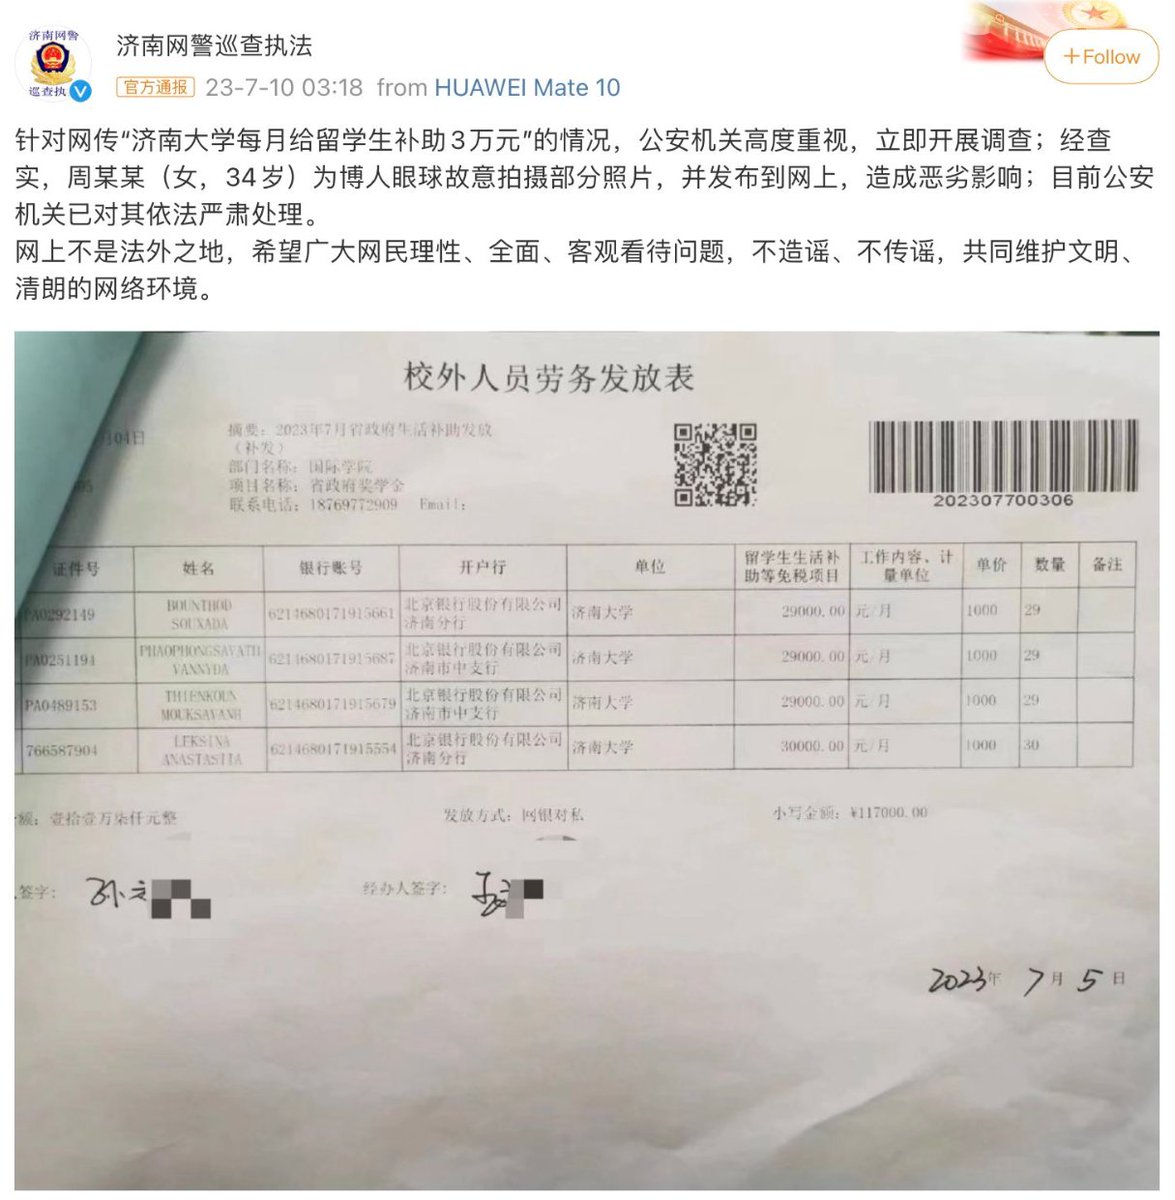 济南网警
巡查执
济南网警巡查执法
官方通报 23-7-10 03:18 from HUAWEI Mate 10
+Follow
针对网传“济南大学每月给留学生补助3万元”的情况，公安机关高度重视，立即开展调查；经查
实，周某某（女，34岁）为博人眼球故意拍摄部分照片，并发布到网上，造成恶劣影响；目前公安
机关已对其依法严肃处理。
网上不是法外之地，希望广大网民理性、全面、客观看待问题，不造谣、不传谣，共同维护文明、
清朗的网络环境。
校外人员劳务发放表
月04日
摘要：2023年7月省政府生活补助发放
（补发）
部门名称：国际学院
项目名称：省政府奖学金
联系电话：18769772909 Email：
202307700306
证件号 姓名 银行账号 开户行 单位 留学生生活补 工作内容、计 单价 数量 备注
助等免税项目 量单位
PA0292149 BOUNTHOD SOUXADA 6214680171915661 北京银行股份有限公司济南分行 济南大学 29000.00 元/月 1000 29
PA0251194 PHAOPHONGSAVATH VANNYDA 6214680171915687 北京银行股份有限公司济南市中支行 济南大学 29000.00 元/月 1000 29
PA0489153 THIENKOUN MOUKSAVANH 6214680171915679 北京银行股份有限公司济南市中支行 济南大学 29000.00 元/月 1000 29
766587904 LEKSINA ANASTASTIA 6214680171915554 北京银行股份有限公司济南分行 济南大学 30000.00 元/月 1000 30
额：壹拾壹万柒仟元整 发放方式：网银对私 小写金额：¥117000.00
签字：孙 经办人签字：孟
2023年 7月 5日